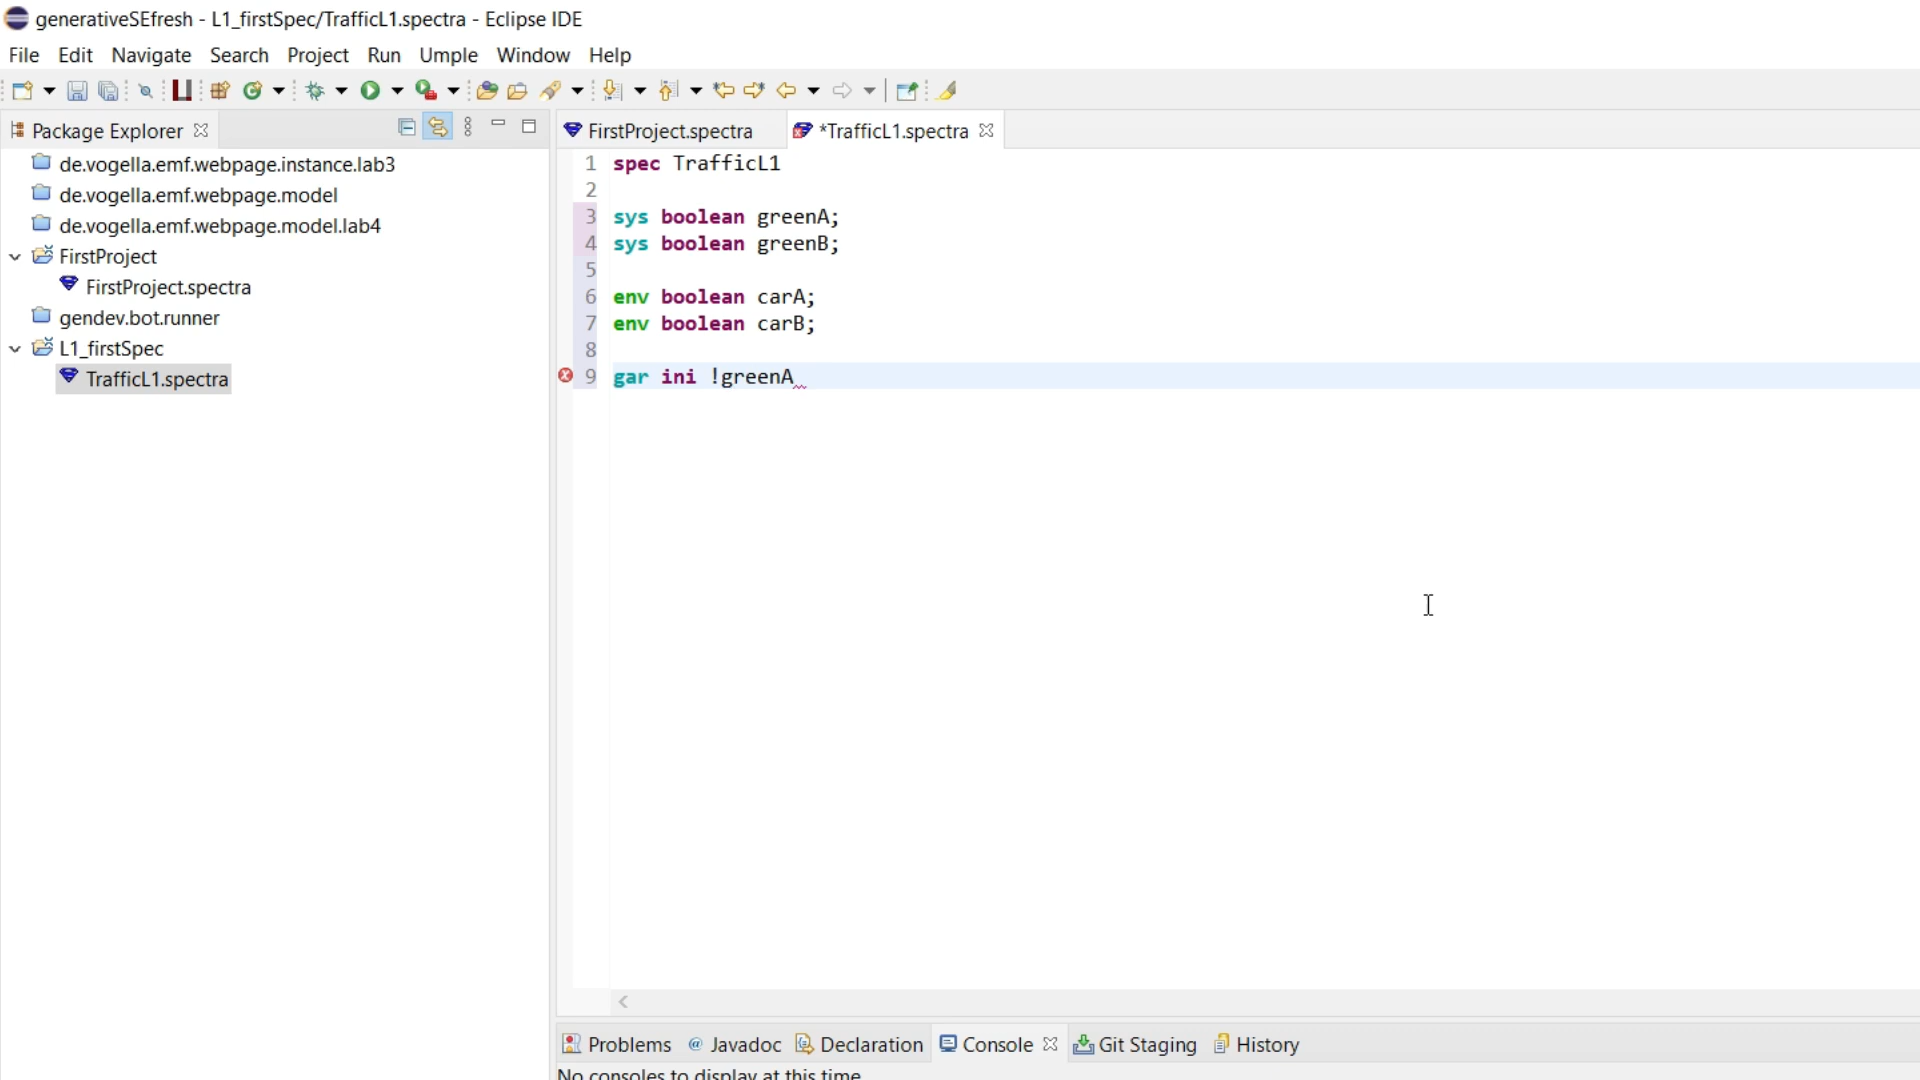 generativeSEfresh - L1_firstSpec/TrafficL1.spectra - Eclipse IDE
File Edit Navigate Search Project Run Umple Window Help
Package Explorer
de.vogella.emf.webpage.instance.lab3
de.vogella.emf.webpage.model
de.vogella.emf.webpage.model.lab4
FirstProject
FirstProject.spectra
gendev.bot.runner
L1_firstSpec
TrafficL1.spectra
FirstProject.spectra *TrafficL1.spectra
1 spec TrafficL1
2
3 sys boolean greenA;
4 sys boolean greenB;
5
6 env boolean carA;
7 env boolean carB;
8
9 gar ini !greenA
Problems @ Javadoc Declaration Console Git Staging History
No consoles to display at this time.